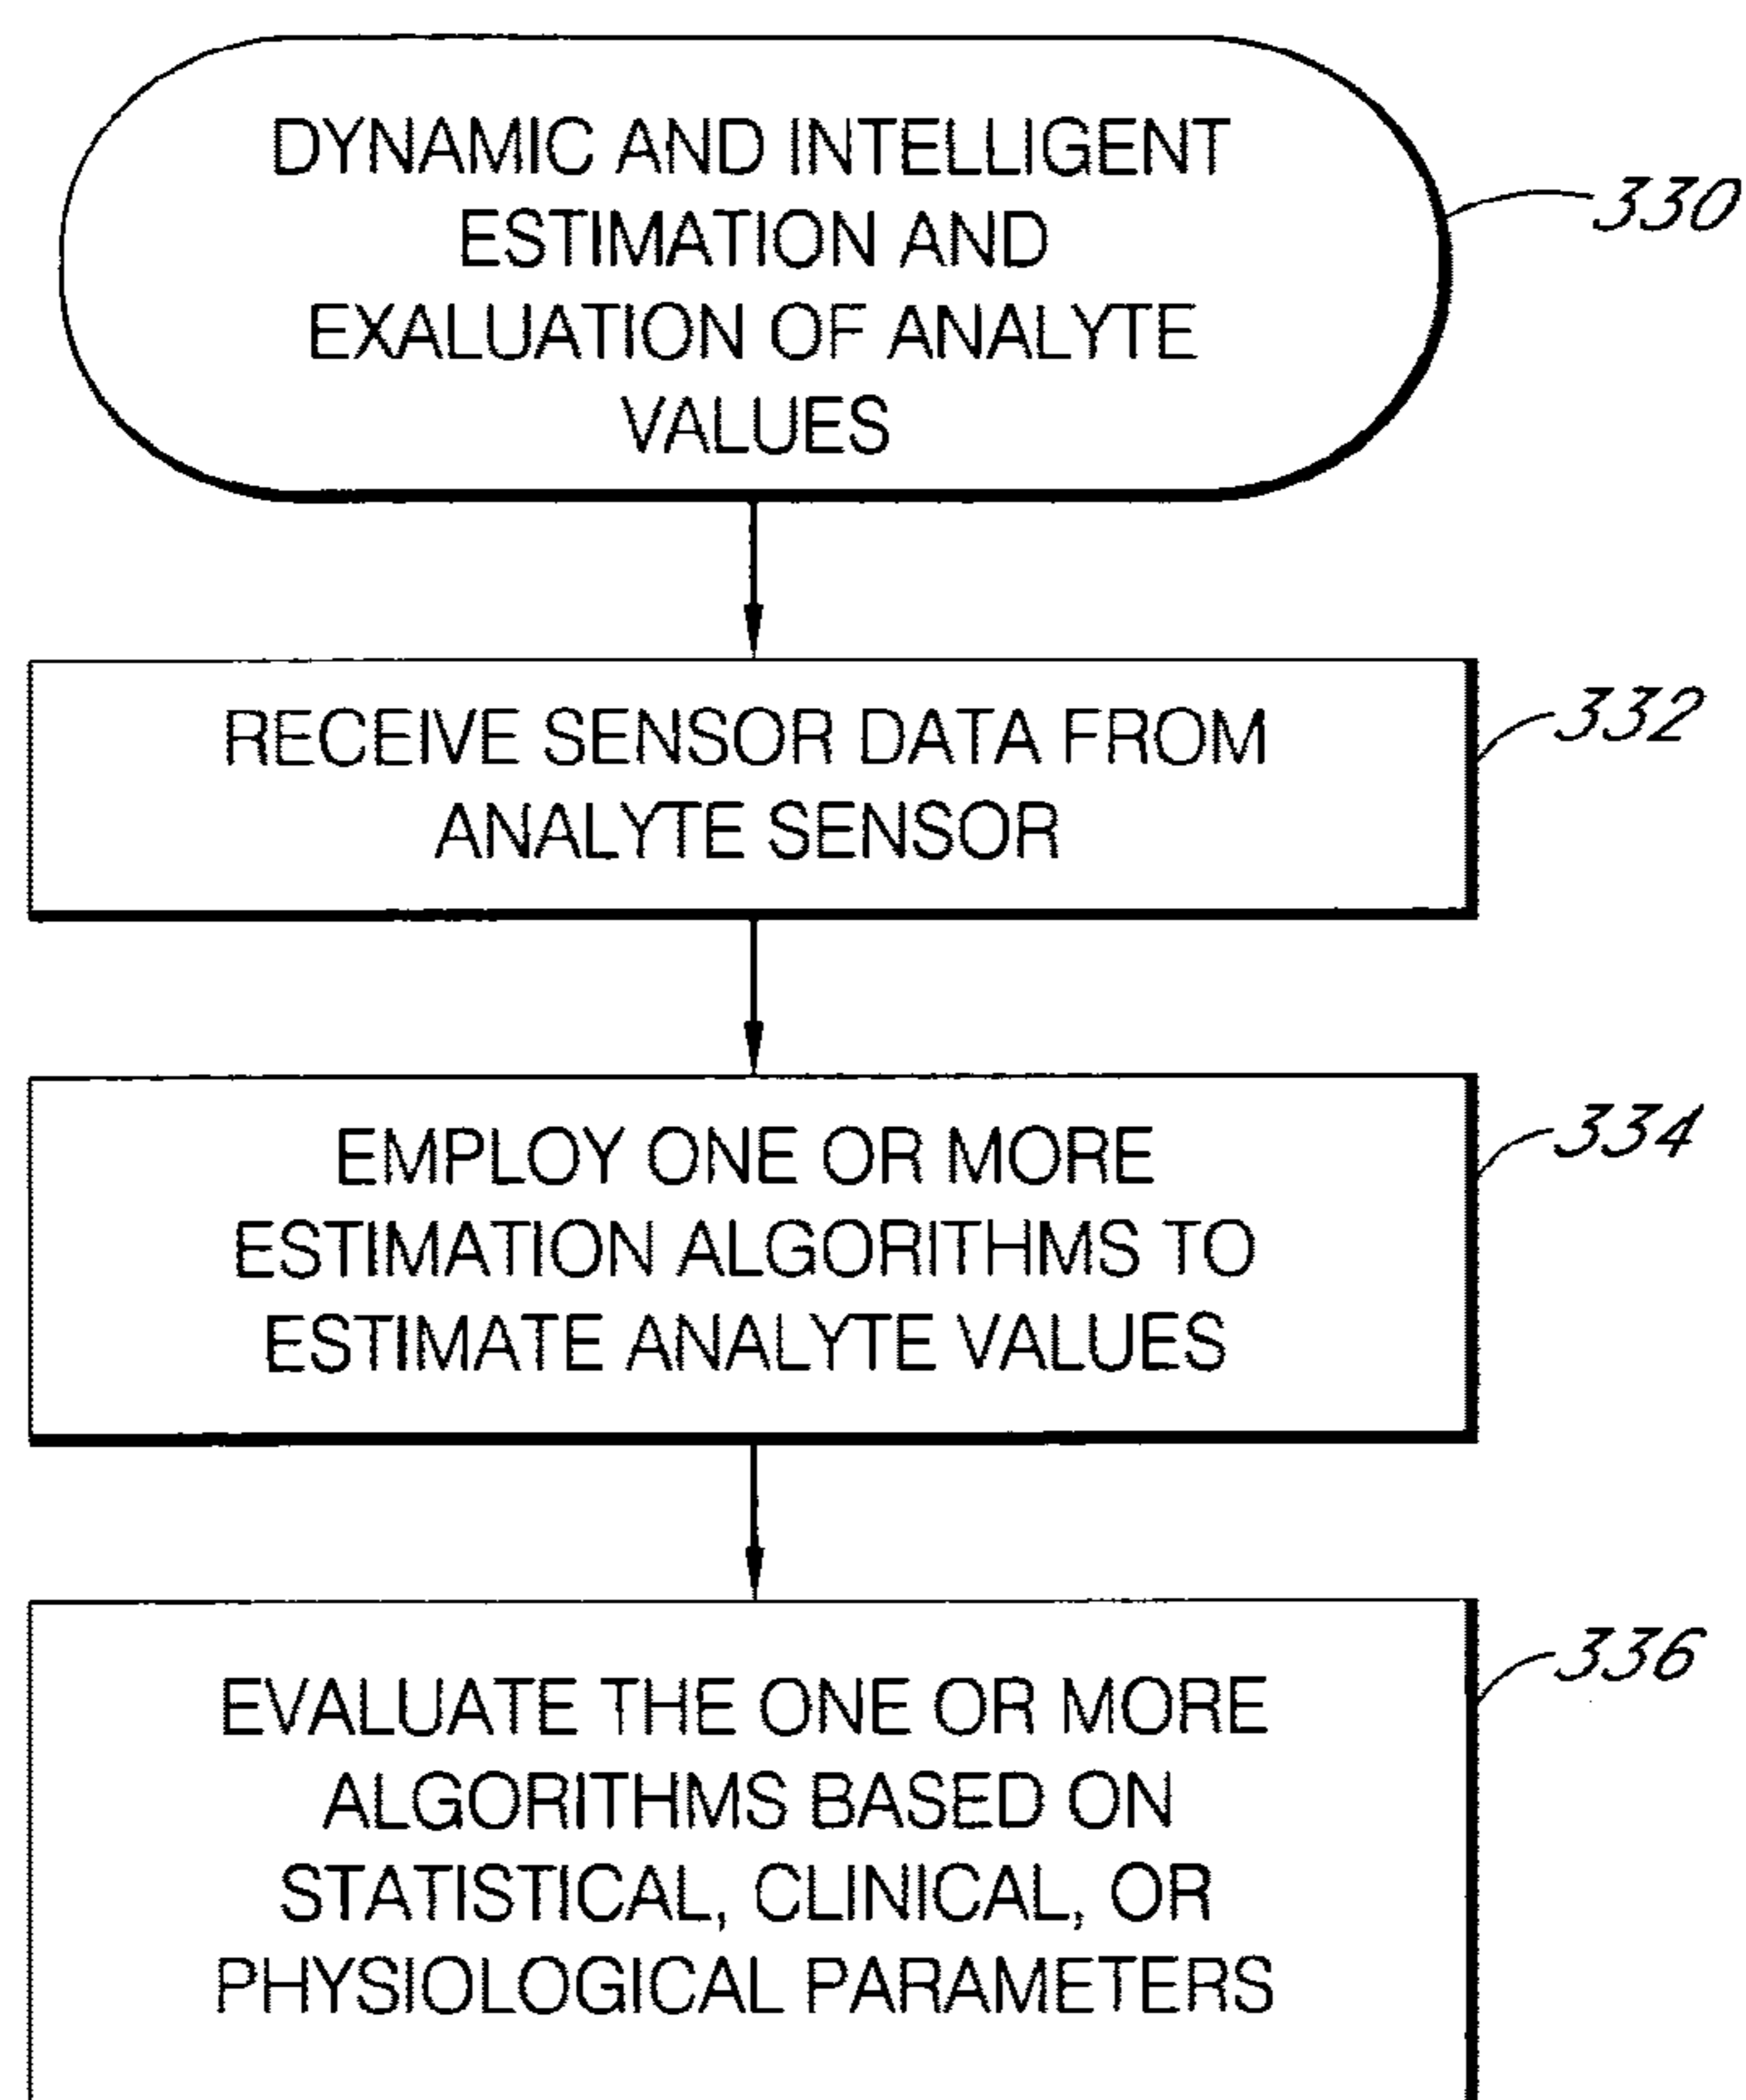 DYNAMIC AND INTELLIGENT
ESTIMATION AND
EXALUATION OF ANALYTE
VALUES
330
RECEIVE SENSOR DATA FROM
ANALYTE SENSOR
332
EMPLOY ONE OR MORE
ESTIMATION ALGORITHMS TO
ESTIMATE ANALYTE VALUES
334
EVALUATE THE ONE OR MORE
ALGORITHMS BASED ON
STATISTICAL, CLINICAL, OR
PHYSIOLOGICAL PARAMETERS
336